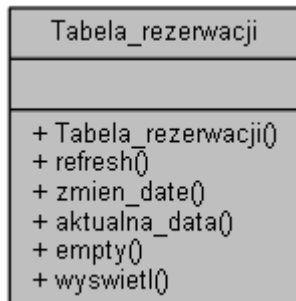 Tabela_rezerwacji
+ Tabela_rezerwacji()
+ refresh()
+ zmien_date()
+ aktualna_data()
+ empty()
+ wyswietl()